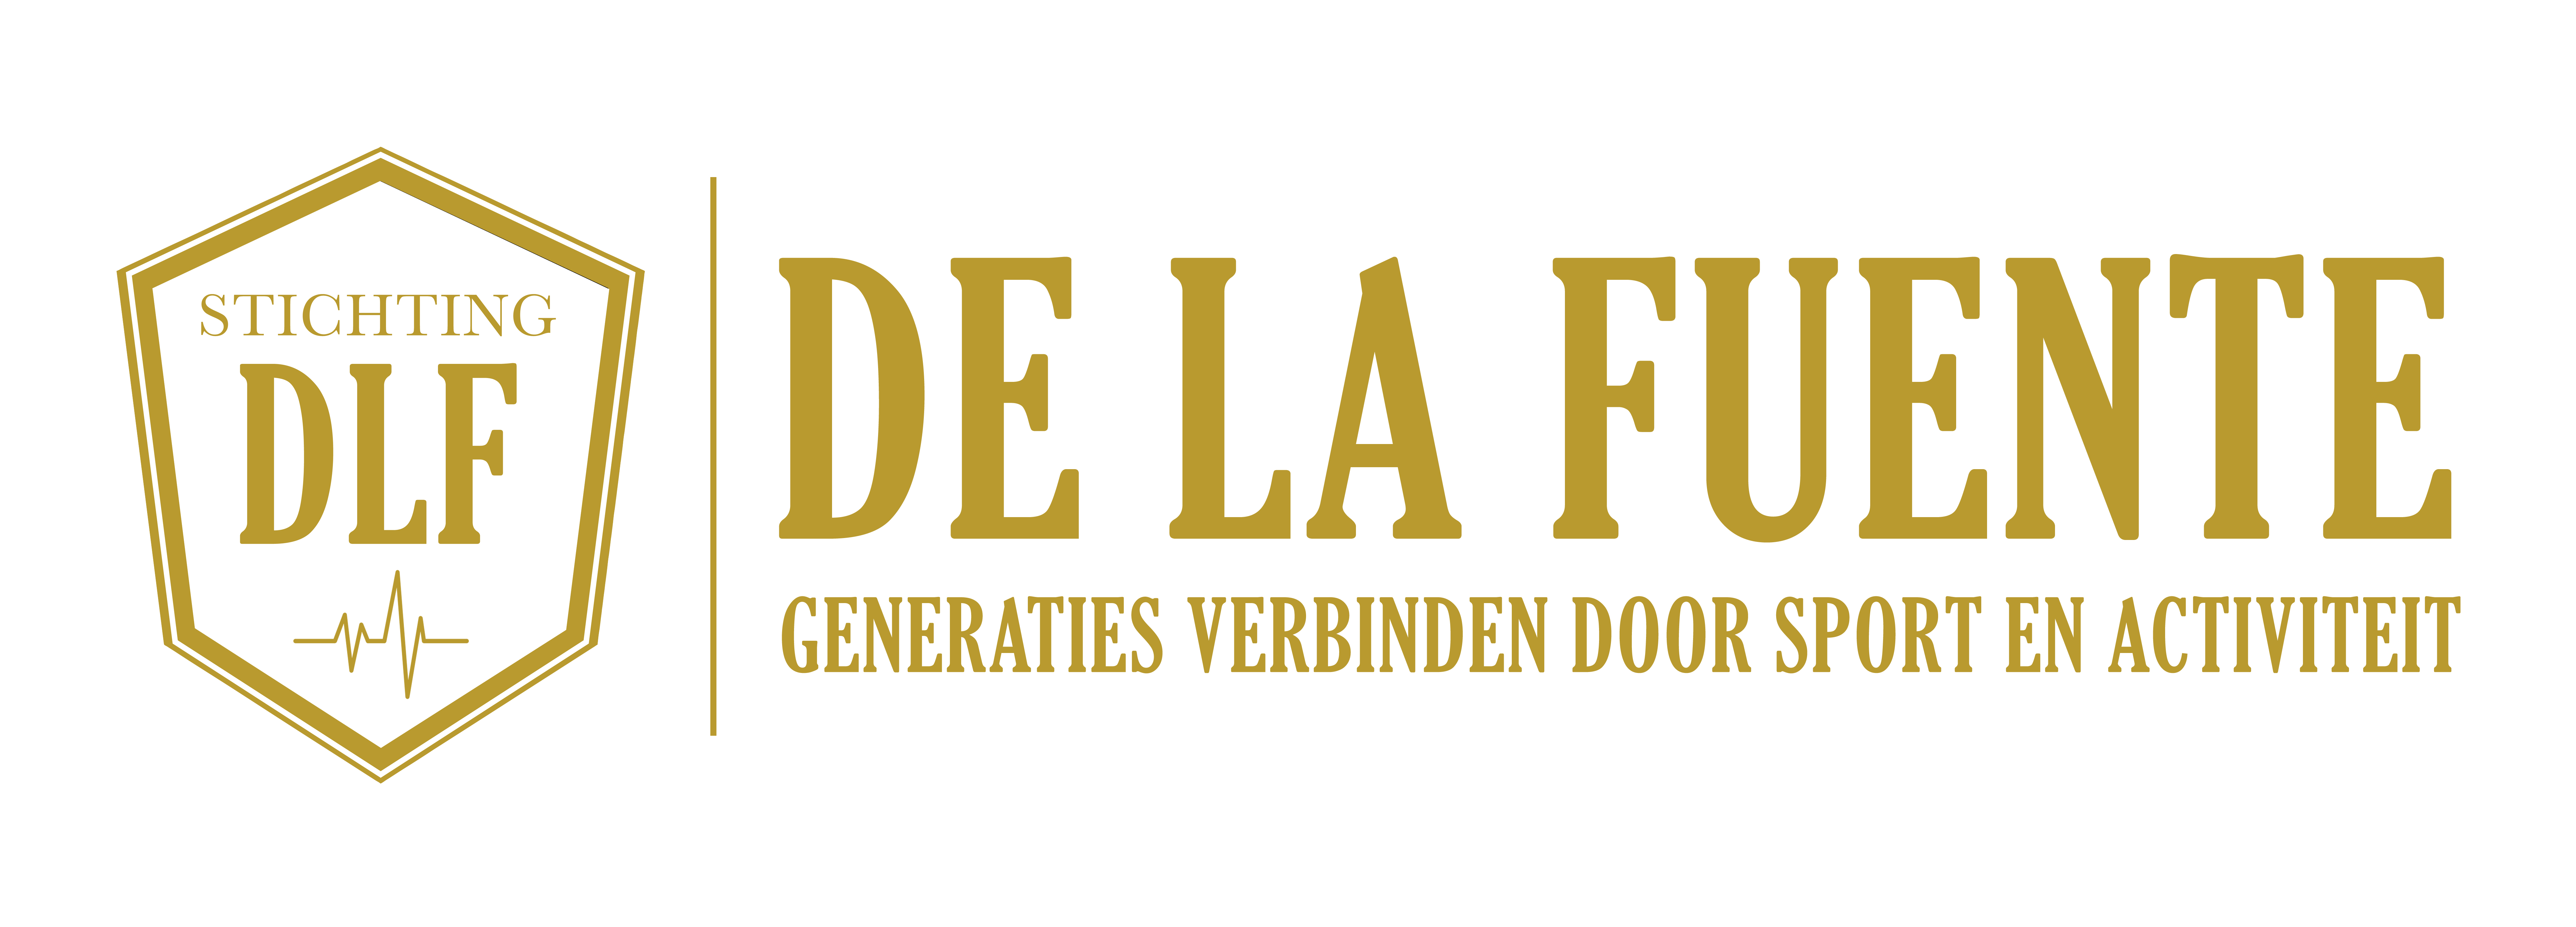 STICHTING
DLF
DE LA FUENTE
GENERATIES VERBINDEN DOOR SPORT EN ACTIVITEIT